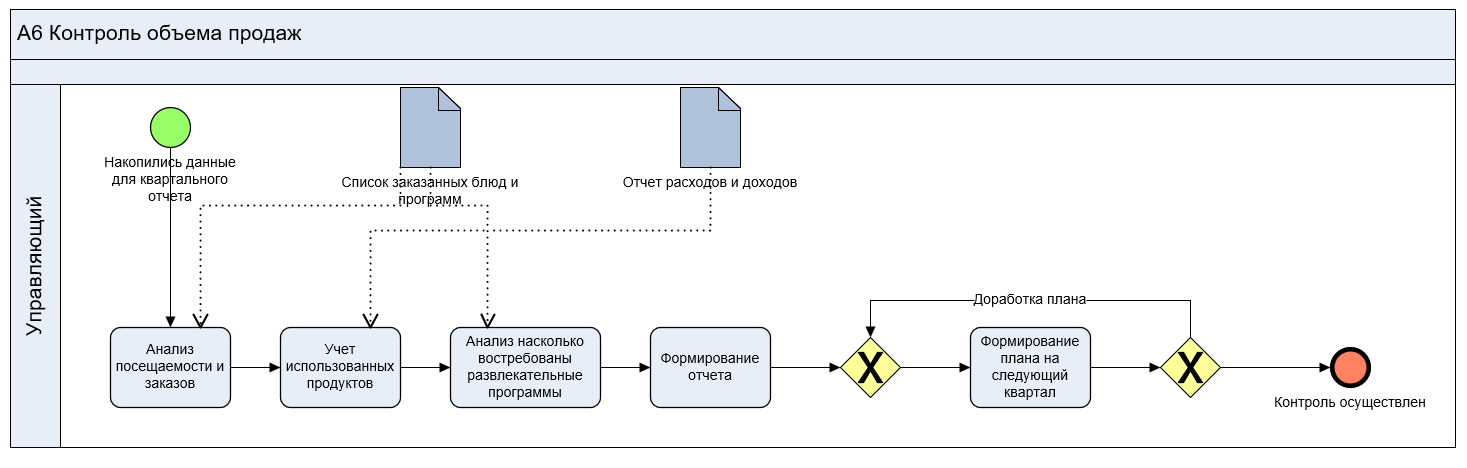 А6 Контроль объема продаж
Управляющий
Накопились данные
для квартального
отчета
Список заказанных блюд и
программ
Отчет расходов и доходов
Доработка плана
Анализ
посещаемости и
заказов
Учет
использованных
продуктов
Анализ насколько
востребованы
развлекательные
программы
Формирование
отчета
X
Формирование
плана на
следующий
квартал
X
Контроль осуществлен